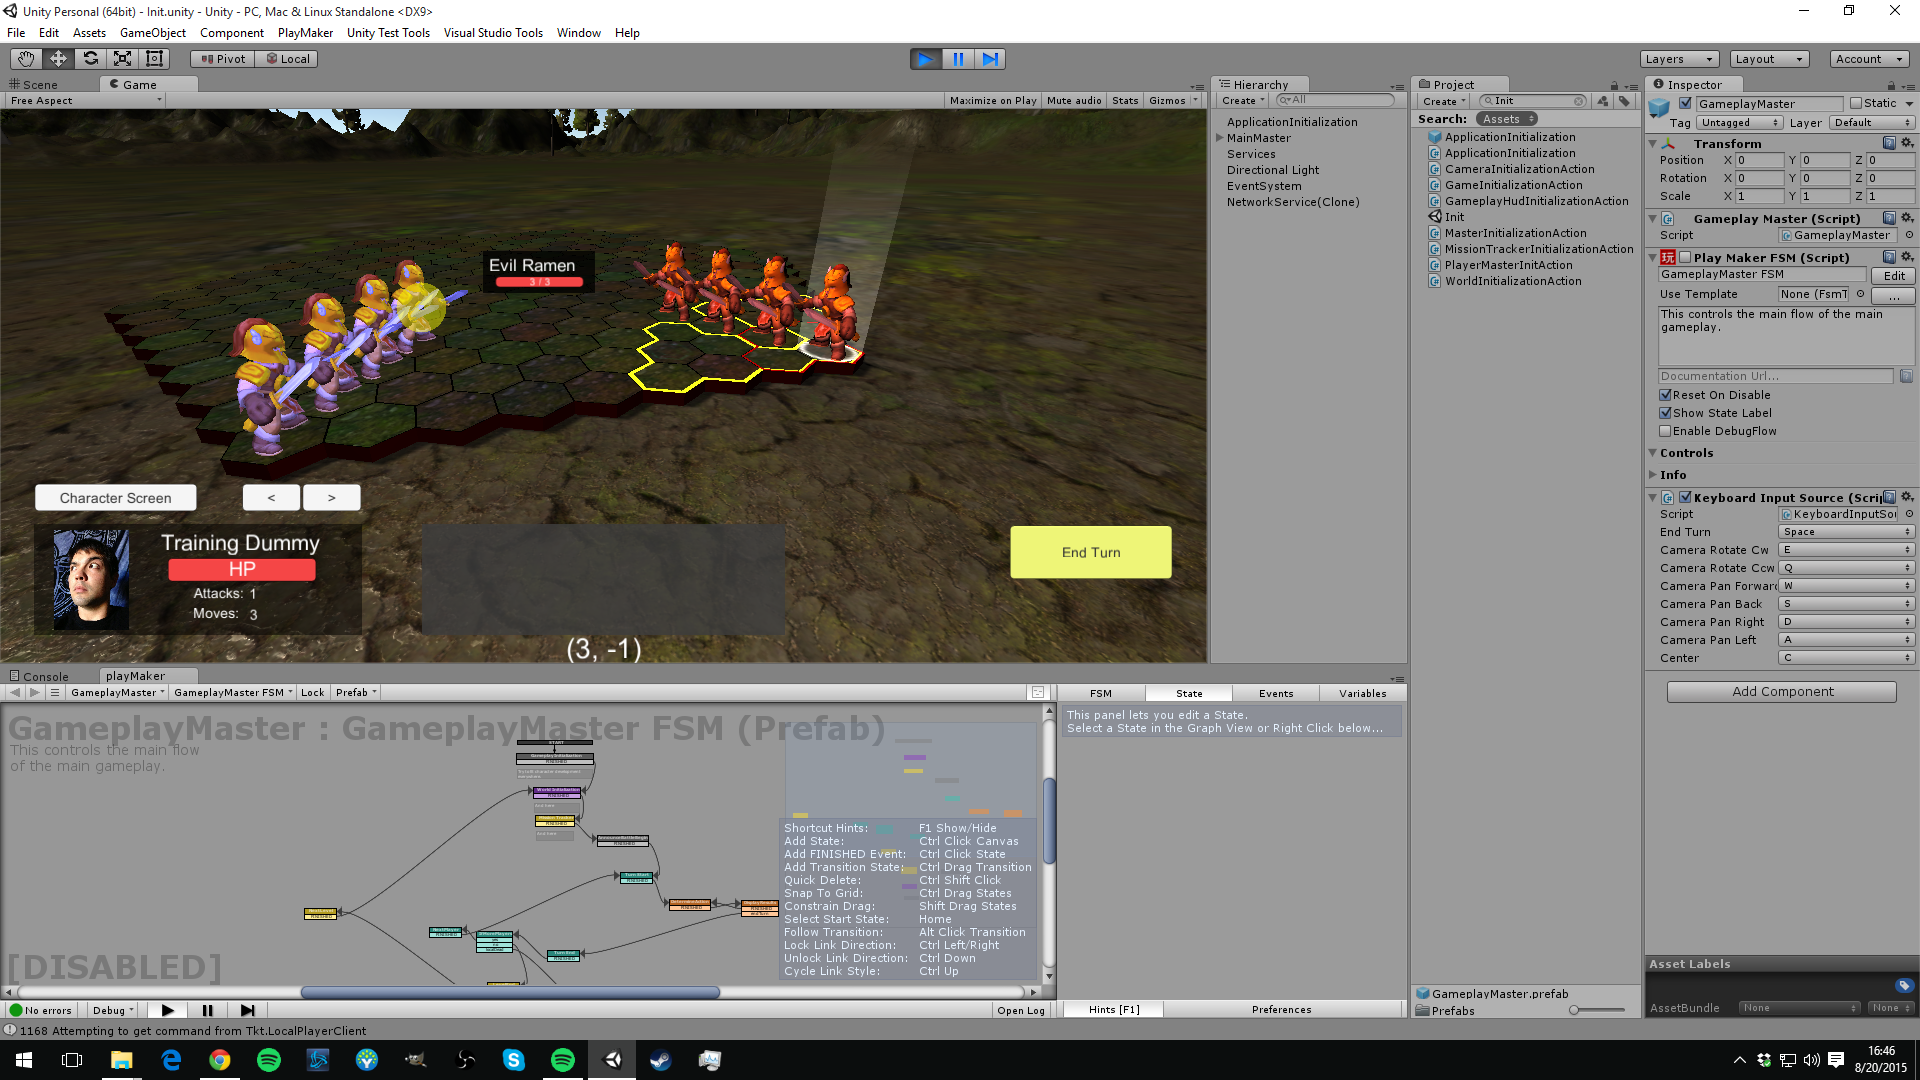 Unity Personal (64bit) - Init.unity - Unity - PC, Mac & Linux Standalone <DX9>
File Edit Assets GameObject Component PlayMaker Unity Test Tools Visual Studio Tools Window Help
Pivot Local
Layers Layout Account
Scene Game
Free Aspect
Maximize on Play Mute audio Stats Gizmos
Evil Ramen
3 / 3
Character Screen < >
Training Dummy
HP
Attacks: 1
Moves: 3
End Turn
(3, -1)
Hierarchy
Create All
ApplicationInitialization
MainMaster
Services
Directional Light
EventSystem
NetworkService(Clone)
Project
Create Init
Search: Assets
ApplicationInitialization
ApplicationInitialization
CameraInitializationAction
GameInitializationAction
GameplayHudInitializationAction
Init
MasterInitializationAction
MissionTrackerInitializationAction
PlayerMasterInitAction
WorldInitializationAction
GameplayMaster.prefab
Prefabs
Inspector
GameplayMaster Static
Tag Untagged Layer Default
Transform
Position X 0 Y 0 Z 0
Rotation X 0 Y 0 Z 0
Scale X 1 Y 1 Z 1
Gameplay Master (Script)
Script GameplayMaster
玩 Play Maker FSM (Script)
GameplayMaster FSM Edit
Use Template None (FsmT ...
This controls the main flow of the main
gameplay.
Documentation Url...
Reset On Disable
Show State Label
Enable DebugFlow
Controls
Info
Keyboard Input Source (Scrip
Script KeyboardInputSou
End Turn Space
Camera Rotate Cw E
Camera Rotate Ccw Q
Camera Pan Forward W
Camera Pan Back S
Camera Pan Right D
Camera Pan Left A
Center C
Add Component
Asset Labels
AssetBundle None None
Console playMaker
GameplayMaster GameplayMaster FSM Lock Prefab
GameplayMaster : GameplayMaster FSM (Prefab)
This controls the main flow
of the main gameplay.
START
FINISHED
[DISABLED]
Shortcut Hints: F1 Show/Hide
Add State: Ctrl Click Canvas
Add FINISHED Event: Ctrl Click State
Add Transition State: Ctrl Drag Transition
Quick Delete: Ctrl Shift Click
Snap To Grid: Ctrl Drag States
Constrain Drag: Shift Drag States
Select Start State: Home
Follow Transition: Alt Click Transition
Lock Link Direction: Ctrl Left/Right
Unlock Link Direction: Ctrl Down
Cycle Link Style: Ctrl Up
FSM State Events Variables
This panel lets you edit a State.
Select a State in the Graph View or Right Click below...
No errors Debug Open Log
Hints [F1] Preferences
1168 Attempting to get command from Tkt.LocalPlayerClient
16:46
8/20/2015